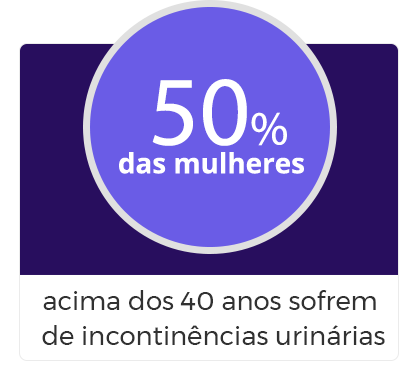 50%
das mulheres
acima dos 40 anos sofrem
de incontinências urinárias